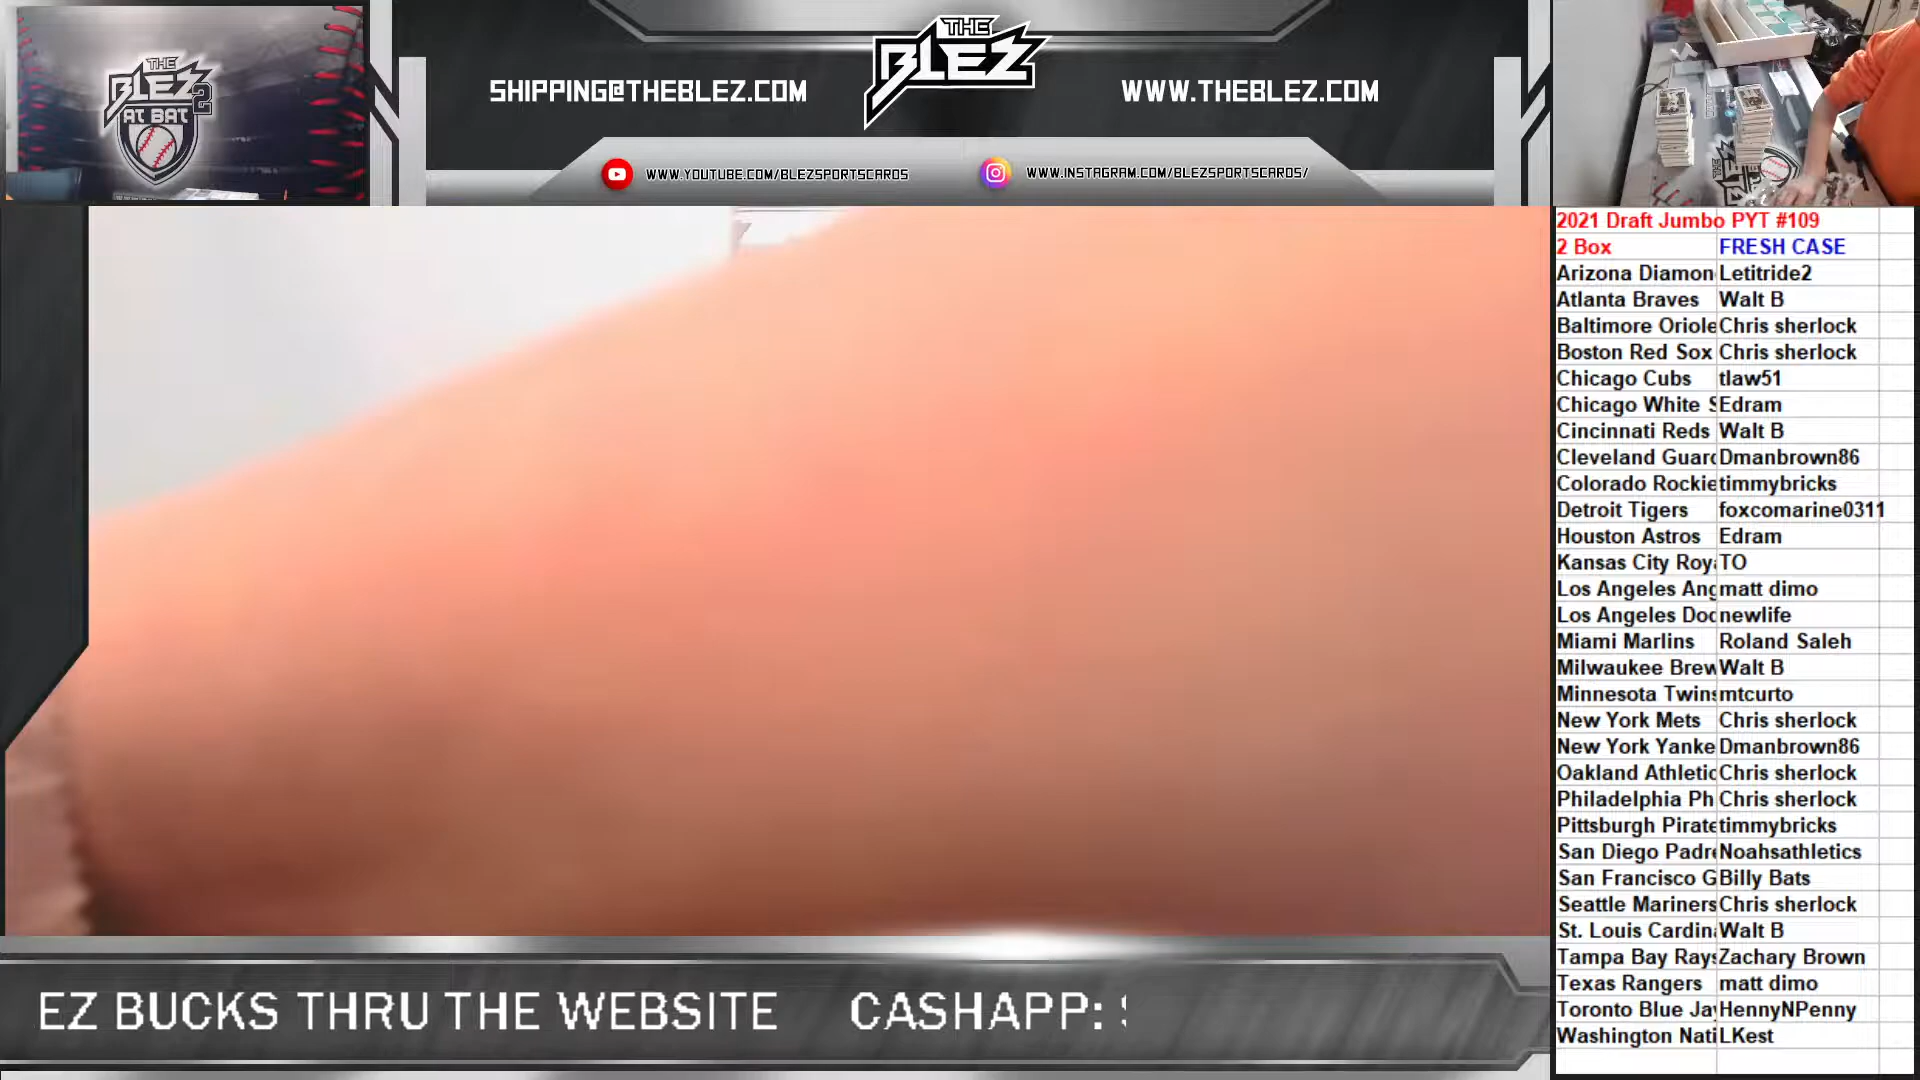 THE
BLEZ 2
AT BAT
SHIPPING@THEBLEZ.COM
THE
BLEZ
WWW.THEBLEZ.COM
WWW.YOUTUBE.COM/BLEZSPORTSCARDS
WWW.INSTAGRAM.COM/BLEZSPORTSCARDS/
2021 Draft Jumbo PYT #109
2 Box FRESH CASE
Arizona Diamon Letitride2
Atlanta Braves Walt B
Baltimore Oriole Chris sherlock
Boston Red Sox Chris sherlock
Chicago Cubs tlaw51
Chicago White S Edram
Cincinnati Reds Walt B
Cleveland Guard Dmanbrown86
Colorado Rockie timmybricks
Detroit Tigers foxcomarine0311
Houston Astros Edram
Kansas City Roya TO
Los Angeles Ang matt dimo
Los Angeles Dod newlife
Miami Marlins Roland Saleh
Milwaukee Brew Walt B
Minnesota Twins mtcurto
New York Mets Chris sherlock
New York Yanke Dmanbrown86
Oakland Athletic Chris sherlock
Philadelphia Ph Chris sherlock
Pittsburgh Pirate timmybricks
San Diego Padre Noahsathletics
San Francisco G Billy Bats
Seattle Mariners Chris sherlock
St. Louis Cardina Walt B
Tampa Bay Rays Zachary Brown
Texas Rangers matt dimo
Toronto Blue Jay HennyNPenny
Washington Nati LKest
EZ BUCKS THRU THE WEBSITE CASHAPP: